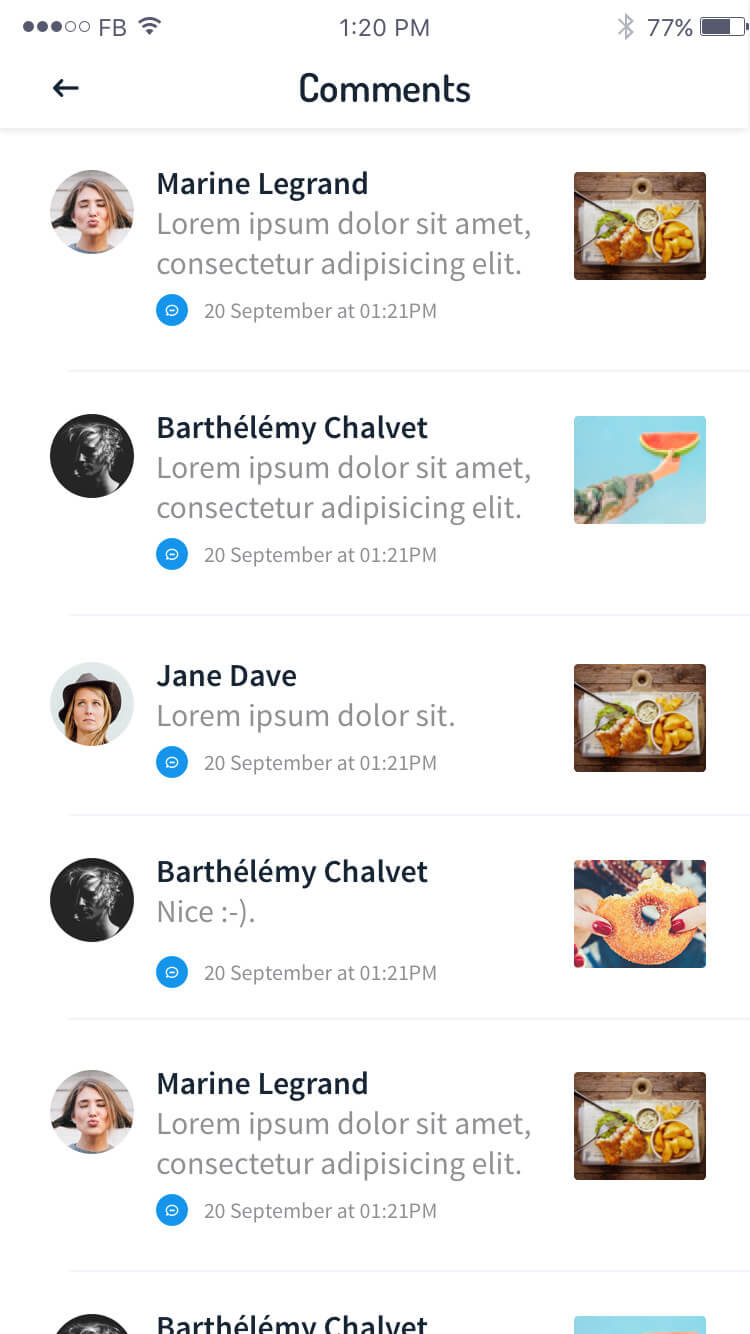 FB 1:20 PM 77%
Comments
Marine Legrand
Lorem ipsum dolor sit amet,
consectetur adipisicing elit.
20 September at 01:21PM
Barthélémy Chalvet
Lorem ipsum dolor sit amet,
consectetur adipisicing elit.
20 September at 01:21PM
Jane Dave
Lorem ipsum dolor sit.
20 September at 01:21PM
Barthélémy Chalvet
Nice :-).
20 September at 01:21PM
Marine Legrand
Lorem ipsum dolor sit amet,
consectetur adipisicing elit.
20 September at 01:21PM
Barthélémy Chalvet